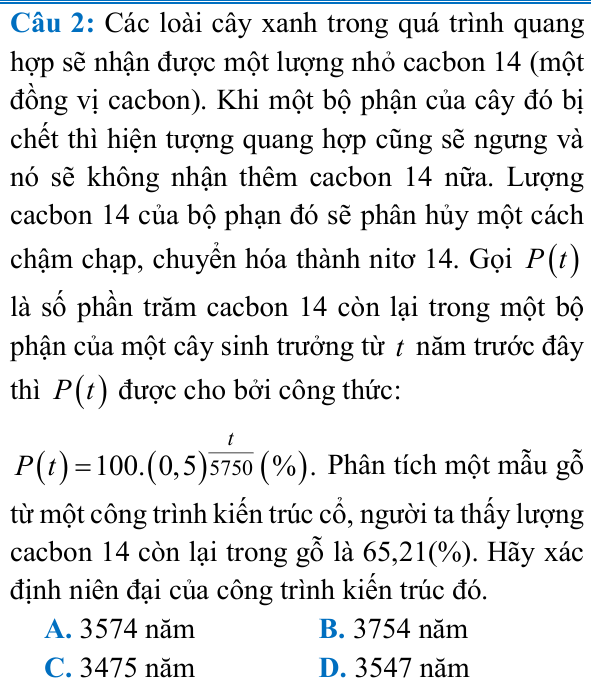 Câu 2: Các loài cây xanh trong quá trình quang
hợp sẽ nhận được một lượng nhỏ cacbon 14 (một
đồng vị cacbon). Khi một bộ phận của cây đó bị
chết thì hiện tượng quang hợp cũng sẽ ngưng và
nó sẽ không nhận thêm cacbon 14 nữa. Lượng
cacbon 14 của bộ phạn đó sẽ phân hủy một cách
chậm chạp, chuyển hóa thành nitơ 14. Gọi P(t)
là số phần trăm cacbon 14 còn lại trong một bộ
phận của một cây sinh trưởng từ t năm trước đây
thì P(t) được cho bởi công thức:
P(t)=100.(0,5)^(t/5750) (%). Phân tích một mẫu gỗ
từ một công trình kiến trúc cổ, người ta thấy lượng
cacbon 14 còn lại trong gỗ là 65,21(%). Hãy xác
định niên đại của công trình kiến trúc đó.
A. 3574 năm B. 3754 năm
C. 3475 năm D. 3547 năm